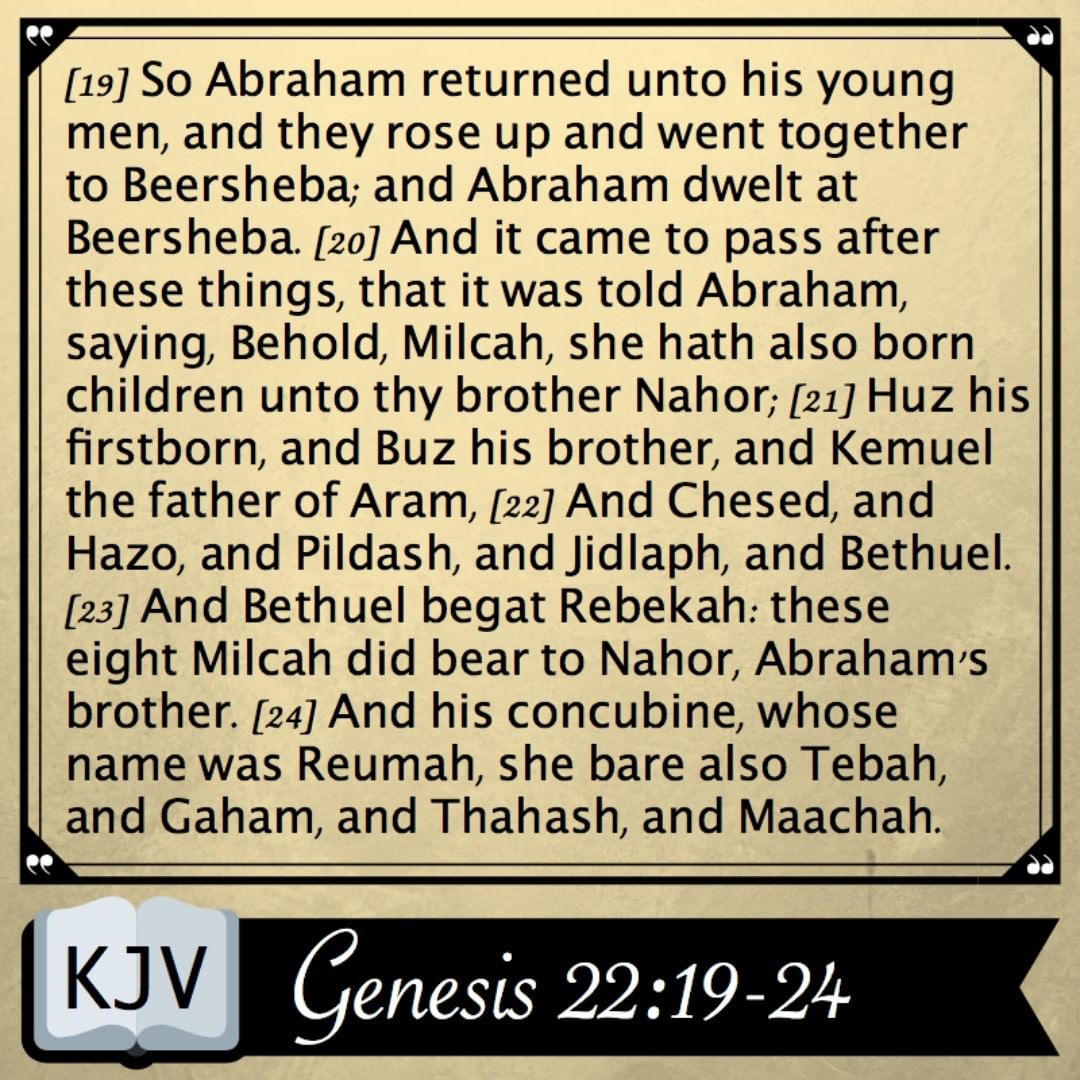 [19] So Abraham returned unto his young
men, and they rose up and went together
to Beersheba; and Abraham dwelt at
Beersheba. [20] And it came to pass after
these things, that it was told Abraham,
saying, Behold, Milcah, she hath also born
children unto thy brother Nahor; [21] Huz his
firstborn, and Buz his brother, and Kemuel
the father of Aram, [22] And Chesed, and
Hazo, and Pildash, and Jidlaph, and Bethuel.
[23] And Bethuel begat Rebekah: these
eight Milcah did bear to Nahor, Abraham's
brother. [24] And his concubine, whose
name was Reumah, she bare also Tebah,
and Gaham, and Thahash, and Maachah.
KJV
Genesis 22:19-24